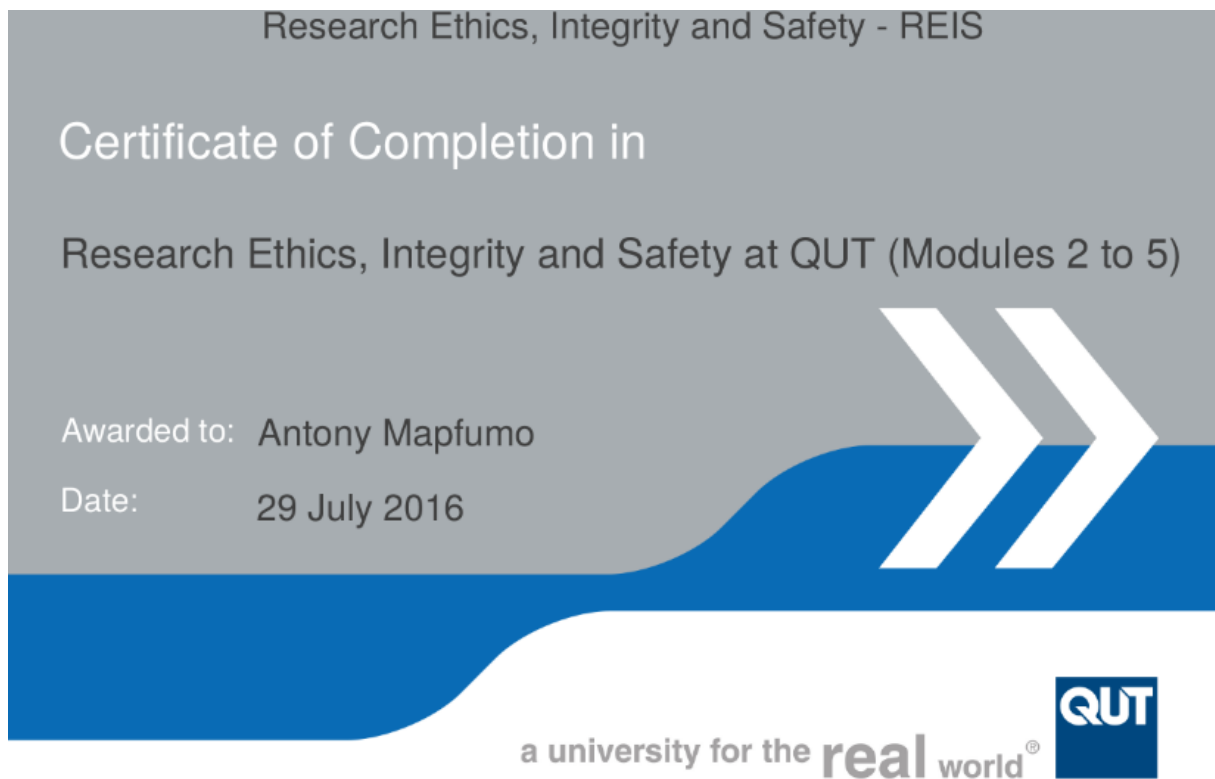 Research Ethics, Integrity and Safety - REIS
Certificate of Completion in
Research Ethics, Integrity and Safety at QUT (Modules 2 to 5)
Awarded to: Antony Mapfumo
Date: 29 July 2016
QUT
a university for the real world®